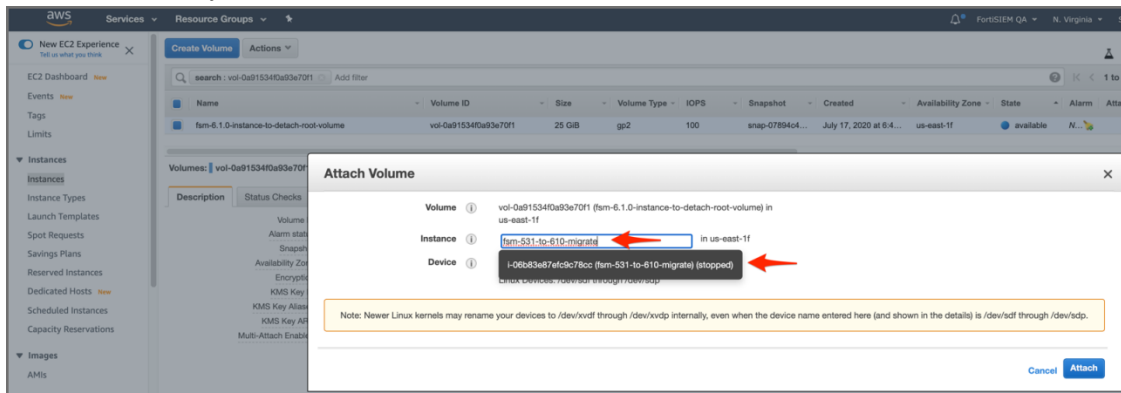 aws Services Resource Groups FortiSIEM QA N. Virginia
New EC2 Experience
Tell us what you think
EC2 Dashboard New
Events New
Tags
Limits
Instances
Instances
Instance Types
Launch Templates
Spot Requests
Savings Plans
Reserved Instances
Dedicated Hosts New
Scheduled Instances
Capacity Reservations
Images
AMIs
Create Volume Actions
search : vol-0a91534f0a93e70f1 Add filter 1 to
Name Volume ID Size Volume Type IOPS Snapshot Created Availability Zone State Alarm Atta
fsm-6.1.0-instance-to-detach-root-volume vol-0a91534f0a93e70f1 25 GiB gp2 100 snap-07894c4... July 17, 2020 at 6:4... us-east-1f available N...
Volumes: vol-0a91534f0a93e70f
Description Status Checks
Volume
Alarm stat
Snapsh
Availability Zo
Encrypti
KMS Key
KMS Key Alias
KMS Key AR
Multi-Attach Enable
Attach Volume
Volume vol-0a91534f0a93e70f1 (fsm-6.1.0-instance-to-detach-root-volume) in
us-east-1f
Instance fsm-531-to-610-migrate in us-east-1f
Device i-06b83e87efc9c78cc (fsm-531-to-610-migrate) (stopped)
Linux Devices: /dev/sdf through /dev/sdp
Note: Newer Linux kernels may rename your devices to /dev/xvdf through /dev/xvdp internally, even when the device name entered here (and shown in the details) is /dev/sdf through /dev/sdp.
Cancel Attach